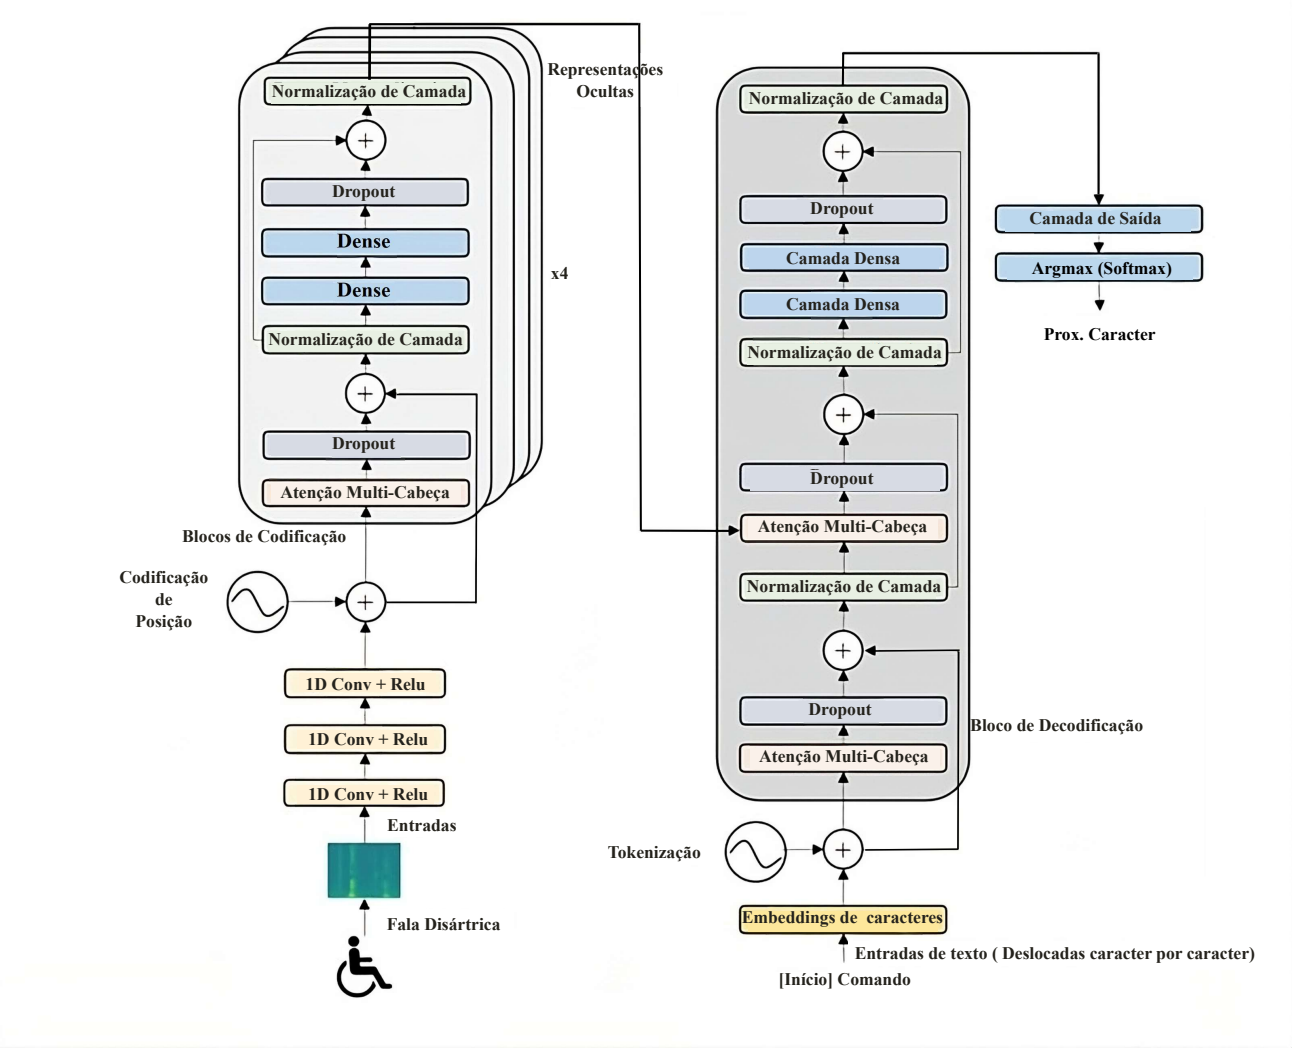 Normalização de Camada
Dropout
Dense
Dense
Normalização de Camada
Dropout
Atenção Multi-Cabeça
Blocos de Codificação
x4
Representações
Ocultas
Codificação
de
Posição
1D Conv + Relu
1D Conv + Relu
1D Conv + Relu
Entradas
Fala Disártrica
Normalização de Camada
Dropout
Camada Densa
Camada Densa
Normalização de Camada
Dropout
Atenção Multi-Cabeça
Normalização de Camada
Dropout
Atenção Multi-Cabeça
Bloco de Decodificação
Tokenização
Embeddings de caracteres
Entradas de texto ( Deslocadas caracter por caracter)
[Início] Comando
Camada de Saída
Argmax (Softmax)
Prox. Caracter